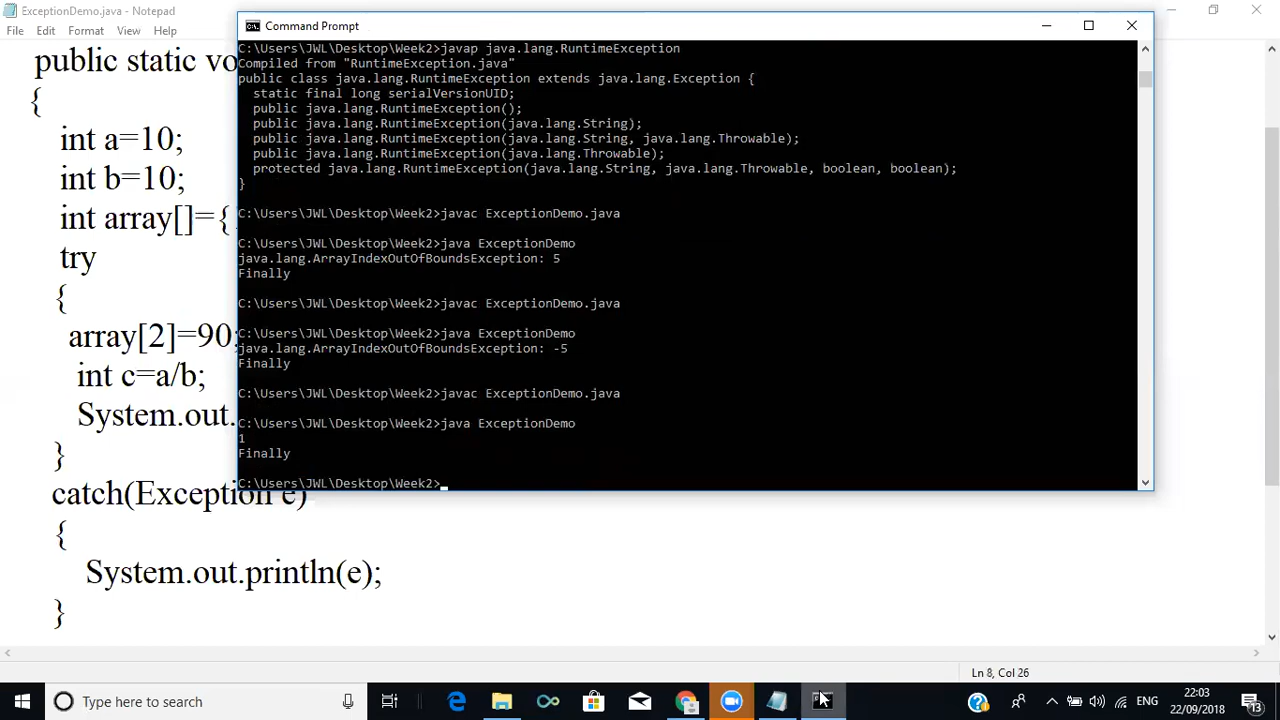 ExceptionDemo.java - Notepad
File Edit Format View Help
public static vo
{
int a=10;
int b=10;
int array[]={
try
{
array[2]=90;
int c=a/b;
System.out.
}
catch(Exception e)
{
System.out.println(e);
}
Command Prompt
C:\Users\JWL\Desktop\Week2>javap java.lang.RuntimeException
Compiled from "RuntimeException.java"
public class java.lang.RuntimeException extends java.lang.Exception {
static final long serialVersionUID;
public java.lang.RuntimeException();
public java.lang.RuntimeException(java.lang.String);
public java.lang.RuntimeException(java.lang.String, java.lang.Throwable);
public java.lang.RuntimeException(java.lang.Throwable);
protected java.lang.RuntimeException(java.lang.String, java.lang.Throwable, boolean, boolean);
}
C:\Users\JWL\Desktop\Week2>javac ExceptionDemo.java
C:\Users\JWL\Desktop\Week2>java ExceptionDemo
java.lang.ArrayIndexOutOfBoundsException: 5
Finally
C:\Users\JWL\Desktop\Week2>javac ExceptionDemo.java
C:\Users\JWL\Desktop\Week2>java ExceptionDemo
java.lang.ArrayIndexOutOfBoundsException: -5
Finally
C:\Users\JWL\Desktop\Week2>javac ExceptionDemo.java
C:\Users\JWL\Desktop\Week2>java ExceptionDemo
1
Finally
C:\Users\JWL\Desktop\Week2>
Ln 8, Col 26
Type here to search
ENG
22:03
22/09/2018
13